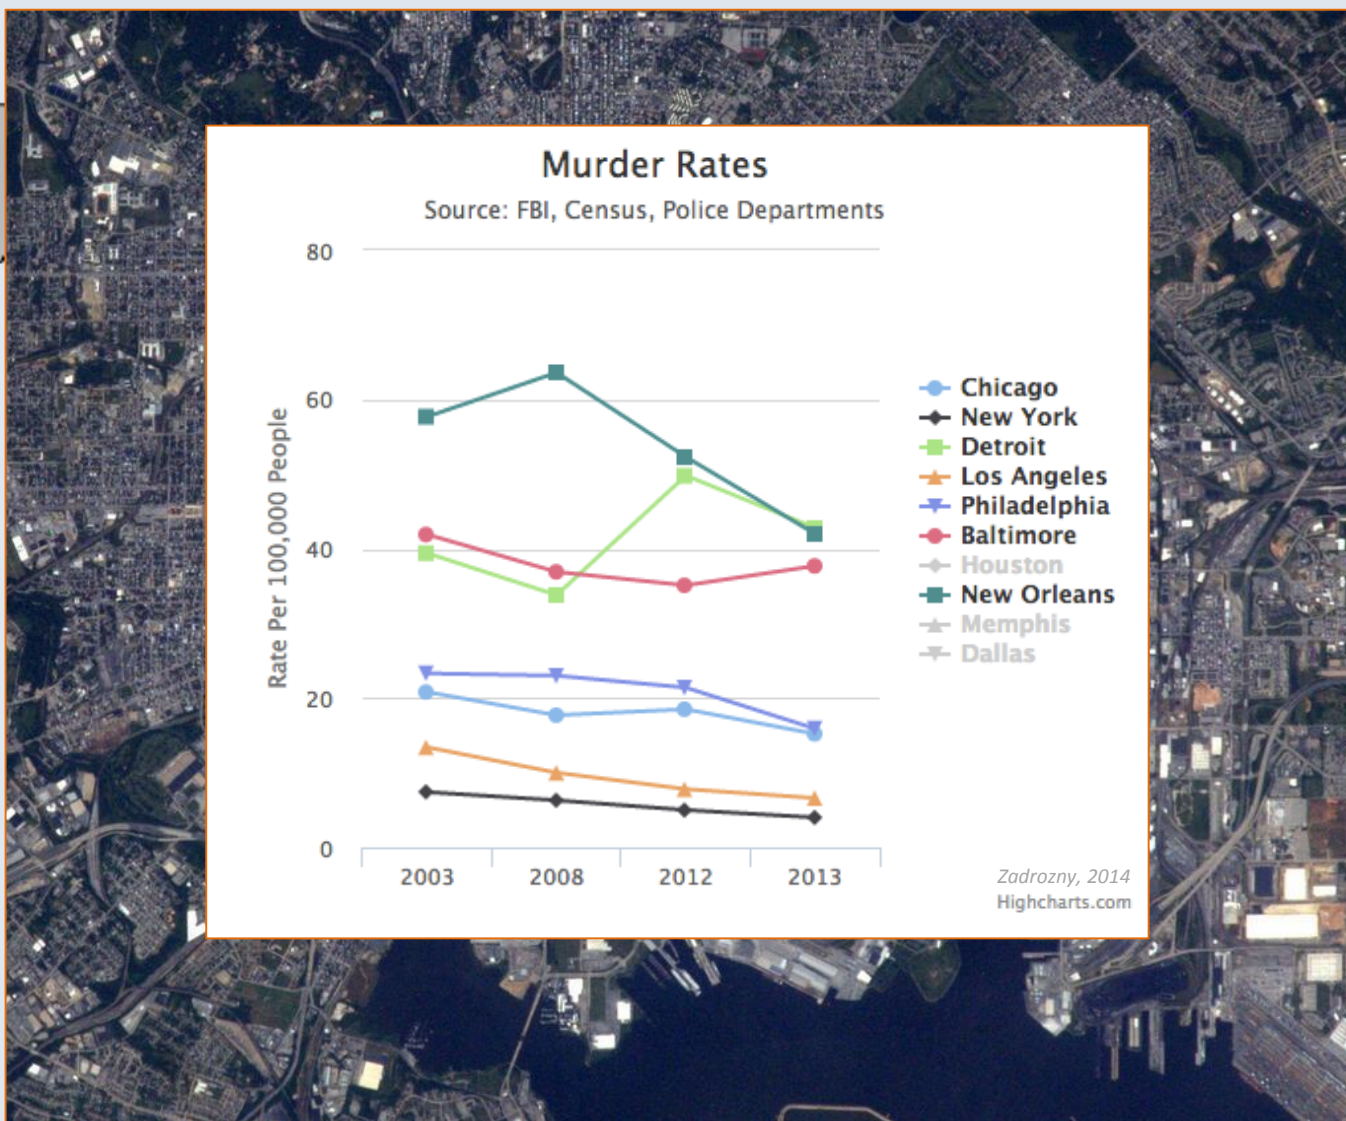 Murder Rates
Source: FBI, Census, Police Departments
80
60
40
20
0
Rate Per 100,000 People
2003 2008 2012 2013
Chicago
New York
Detroit
Los Angeles
Philadelphia
Baltimore
Houston
New Orleans
Memphis
Dallas
Zadrozny, 2014
Highcharts.com